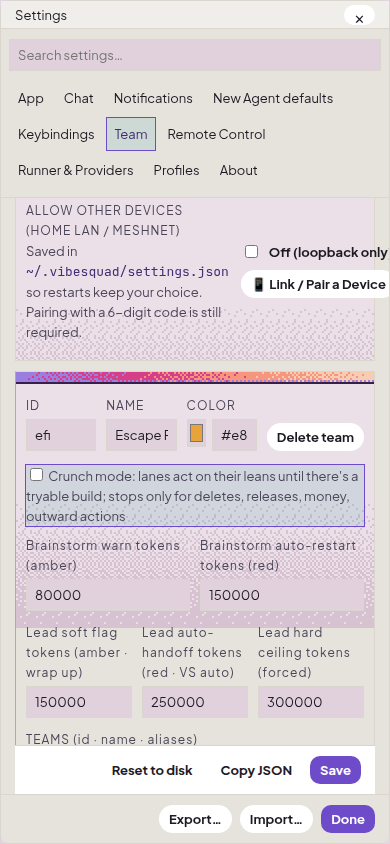 Settings
×
Search settings…
App Chat Notifications New Agent defaults
Keybindings Team Remote Control
Runner & Providers Profiles About
ALLOW OTHER DEVICES
(HOME LAN / MESHNET)
Saved in
~/.vibesquad/settings.json
so restarts keep your choice.
Pairing with a 6-digit code is still
required.
Off (loopback only
📱 Link / Pair a Device
ID NAME COLOR
efi Escape F #e8 Delete team
Crunch mode: lanes act on their leans until there's a
tryable build; stops only for deletes, releases, money,
outward actions
Brainstorm warn tokens
(amber)
Brainstorm auto-restart
tokens (red)
80000 150000
Lead soft flag
tokens (amber ·
wrap up)
Lead auto-
handoff tokens
(red · VS auto)
Lead hard
ceiling tokens
(forced)
150000 250000 300000
TEAMS (id · name · aliases)
Reset to disk Copy JSON Save
Export… Import… Done